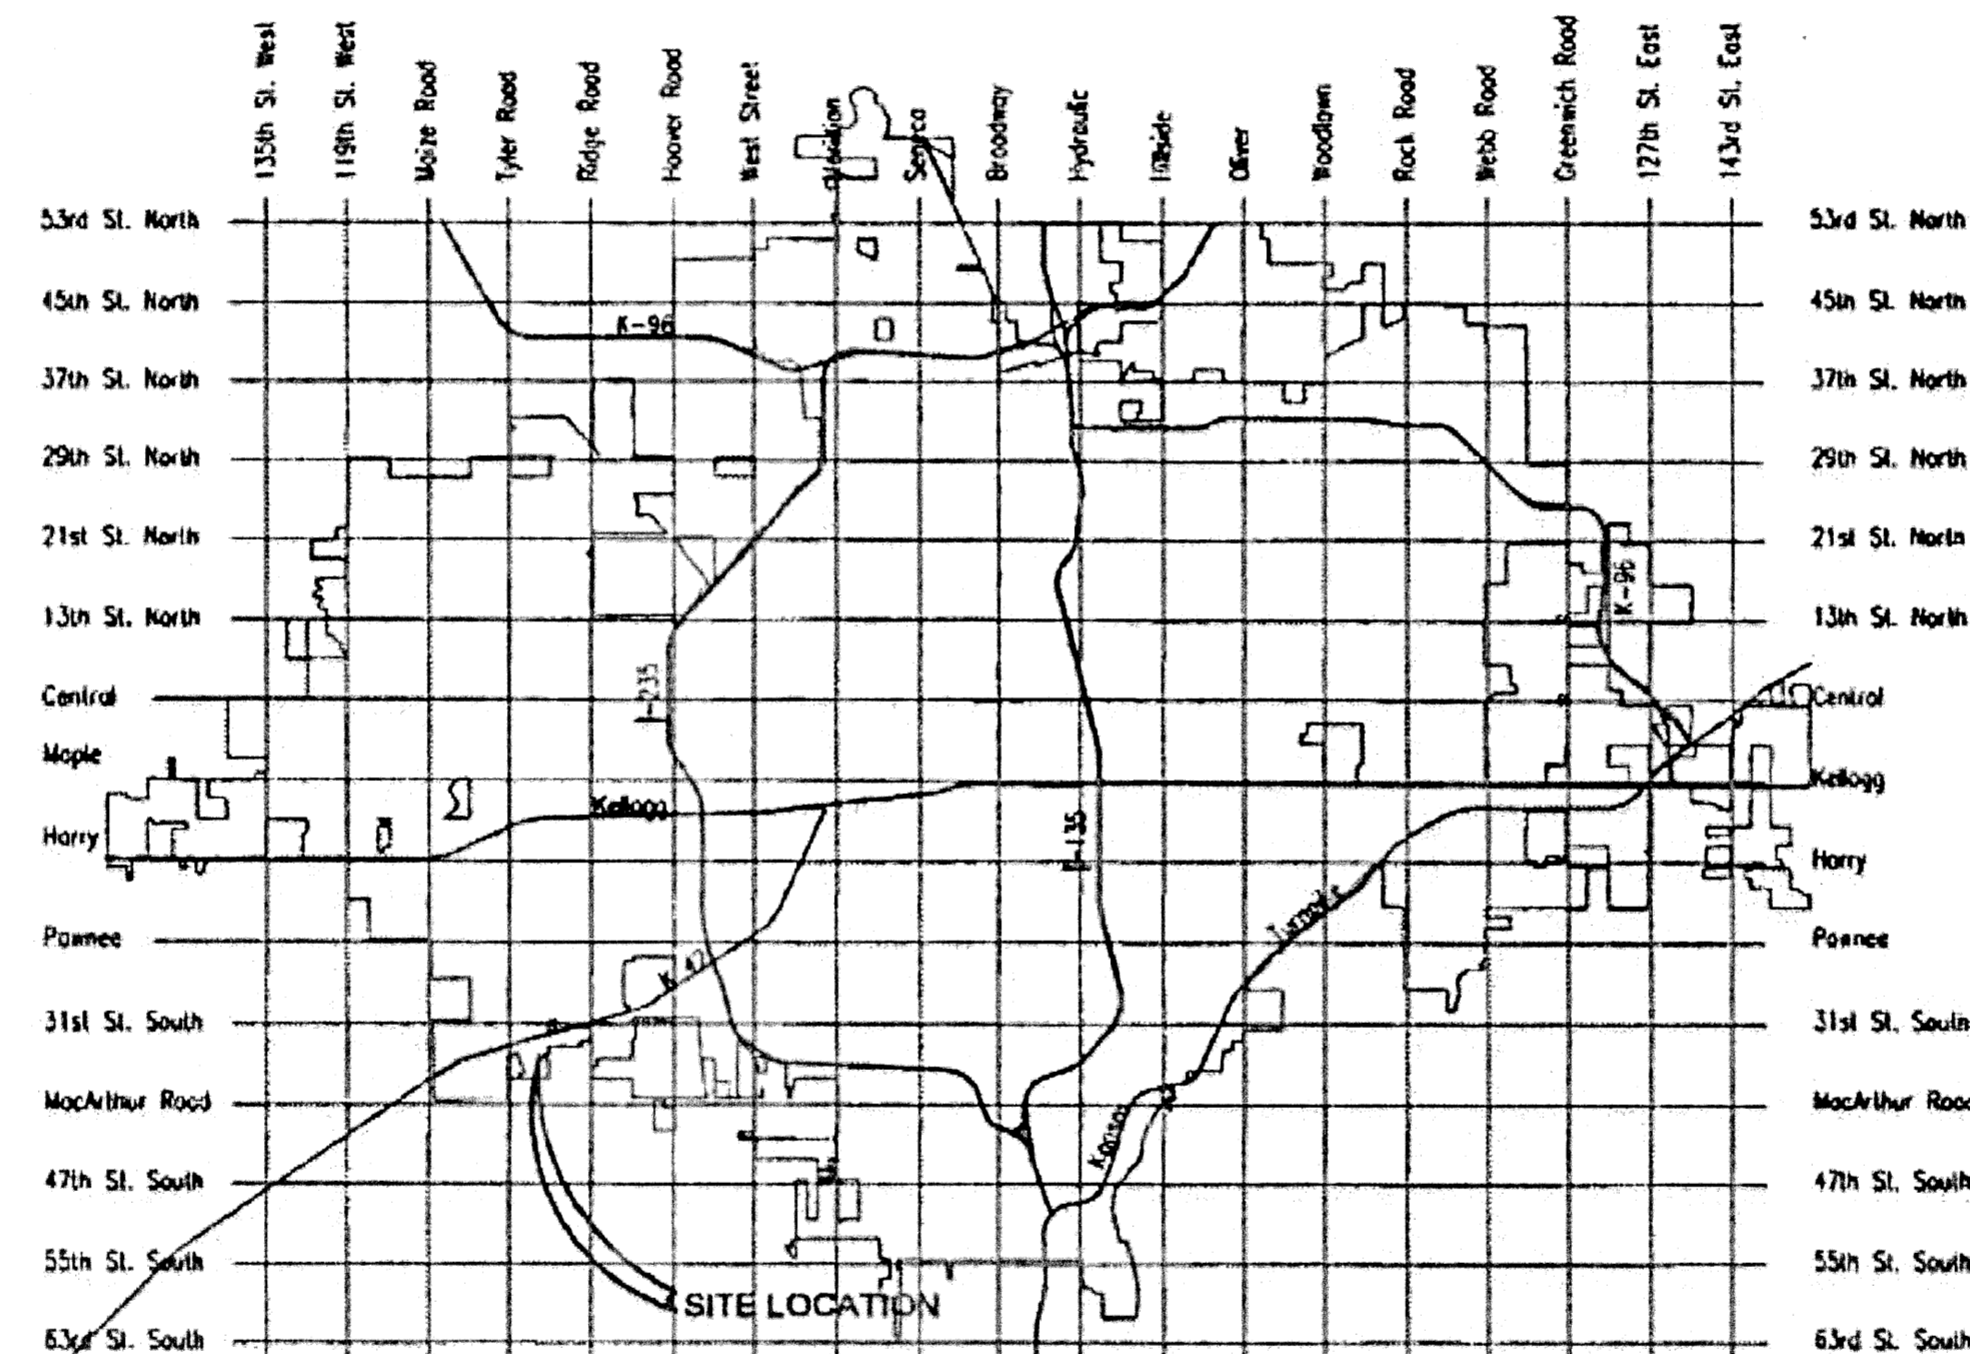 135th St. West
119th St. West
Maize Road
Tyler Road
Ridge Road
Hoover Road
West Street
Meridian
Seneca
Broadway
Hydraulic
Hillside
Oliver
Woodlawn
Rock Road
Webb Road
Greenwich Road
127th St. East
143rd St. East
53rd St. North
53rd St. North
45th St. North
45th St. North
K-96
37th St. North
37th St. North
29th St. North
29th St. North
21st St. North
21st St. North
K-96
13th St. North
13th St. North
I-235
Central
Central
Maple
Kellogg
Kellogg
I-135
Harry
Harry
Turnpike
Pawnee
Pawnee
K 42
31st St. South
31st St. South
MacArthur Road
MacArthur Road
Kansas
47th St. South
47th St. South
55th St. South
55th St. South
SITE LOCATION
63rd St. South
63rd St. South